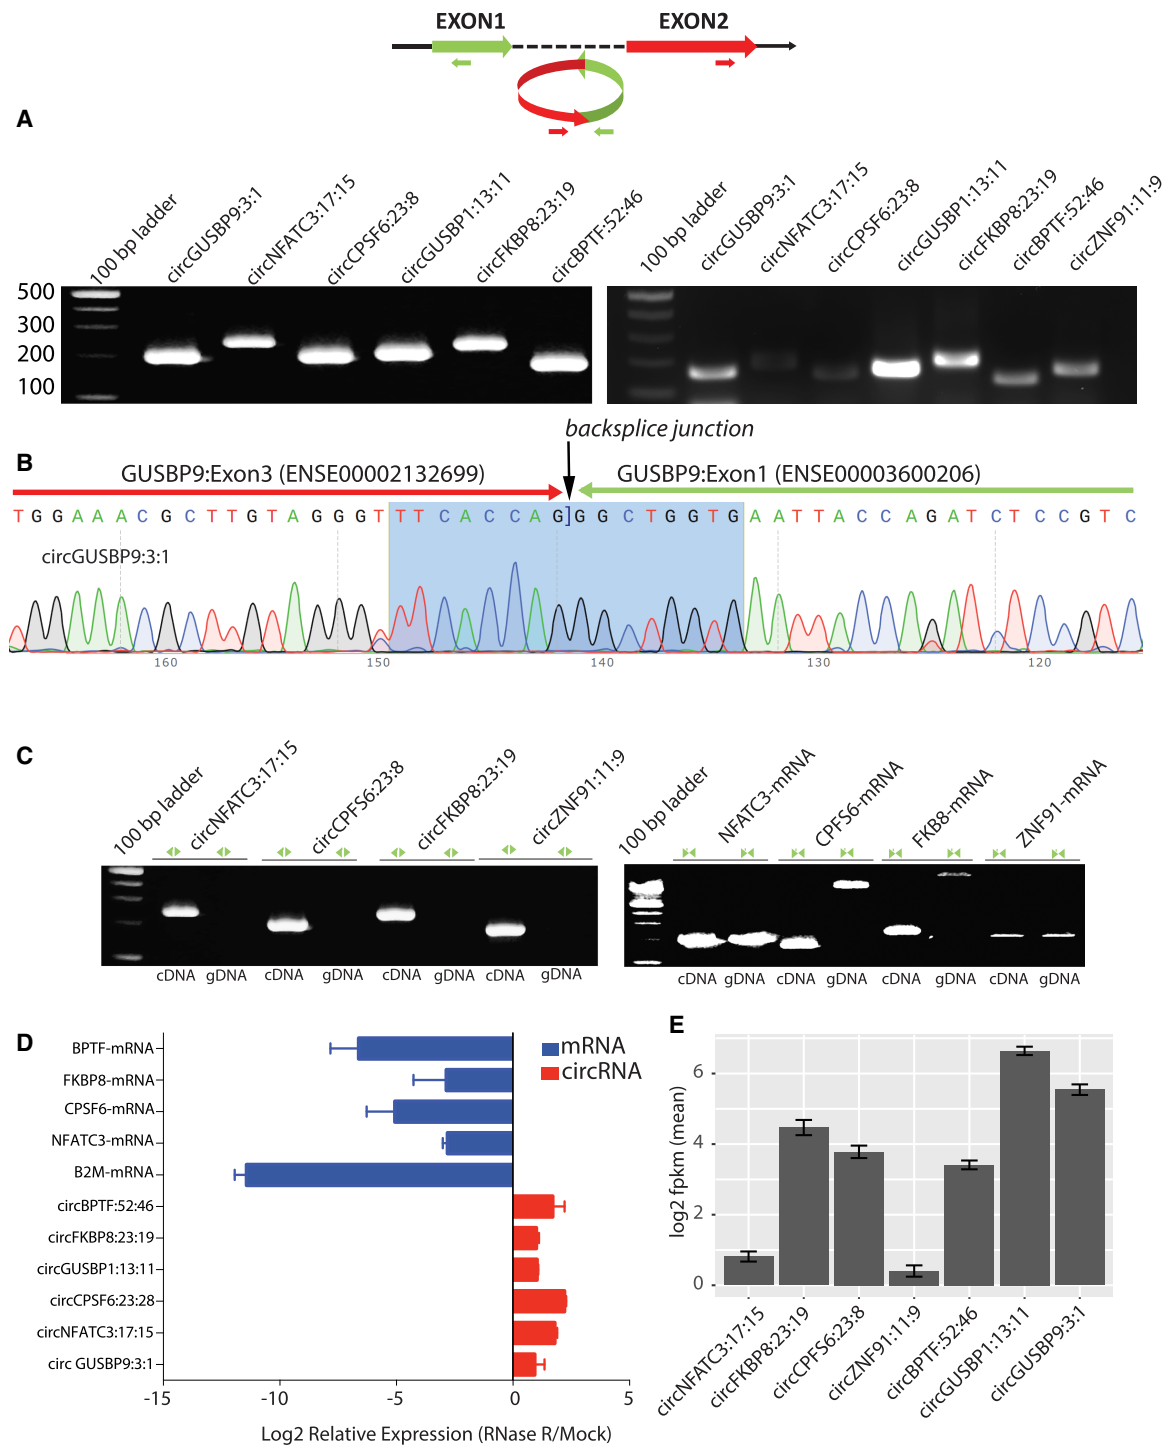 EXON1 EXON2
A
100 bp ladder circGUSBP9:3:1 circNFATC3:17:15 circCPSF6:23:8 circGUSBP1:13:11 circFKBP8:23:19 circBPTF:52:46
100 bp ladder circGUSBP9:3:1 circNFATC3:17:15 circCPSF6:23:8 circGUSBP1:13:11 circFKBP8:23:19 circBPTF:52:46 circZNF91:11:9
500
300
200
100
backsplice junction
B
GUSBP9:Exon3 (ENSE00002132699) GUSBP9:Exon1 (ENSE00003600206)
T G G A A A C G C T T G T A G G G T T T C A C C A G ] G G C T G G T G A A T T A C C A G A T C T C C G T C
circGUSBP9:3:1
160 150 140 130 120
C
100 bp ladder circNFATC3:17:15 circCPFS6:23:8 circFKBP8:23:19 circZNF91:11:9
100 bp ladder NFATC3-mRNA CPFS6-mRNA FKB8-mRNA ZNF91-mRNA
cDNA gDNA cDNA gDNA cDNA gDNA cDNA gDNA
cDNA gDNA cDNA gDNA cDNA gDNA cDNA gDNA
D
BPTF-mRNA
FKBP8-mRNA
CPSF6-mRNA
NFATC3-mRNA
B2M-mRNA
circBPTF:52:46
circFKBP8:23:19
circGUSBP1:13:11
circCPSF6:23:28
circNFATC3:17:15
circ GUSBP9:3:1
mRNA
circRNA
-15 -10 -5 0 5
Log2 Relative Expression (RNase R/Mock)
E
log2 fpkm (mean)
6
4
2
0
circNFATC3:17:15 circFKBP8:23:19 circCPFS6:23:8 circZNF91:11:9 circBPTF:52:46 circGUSBP1:13:11 circGUSBP9:3:1